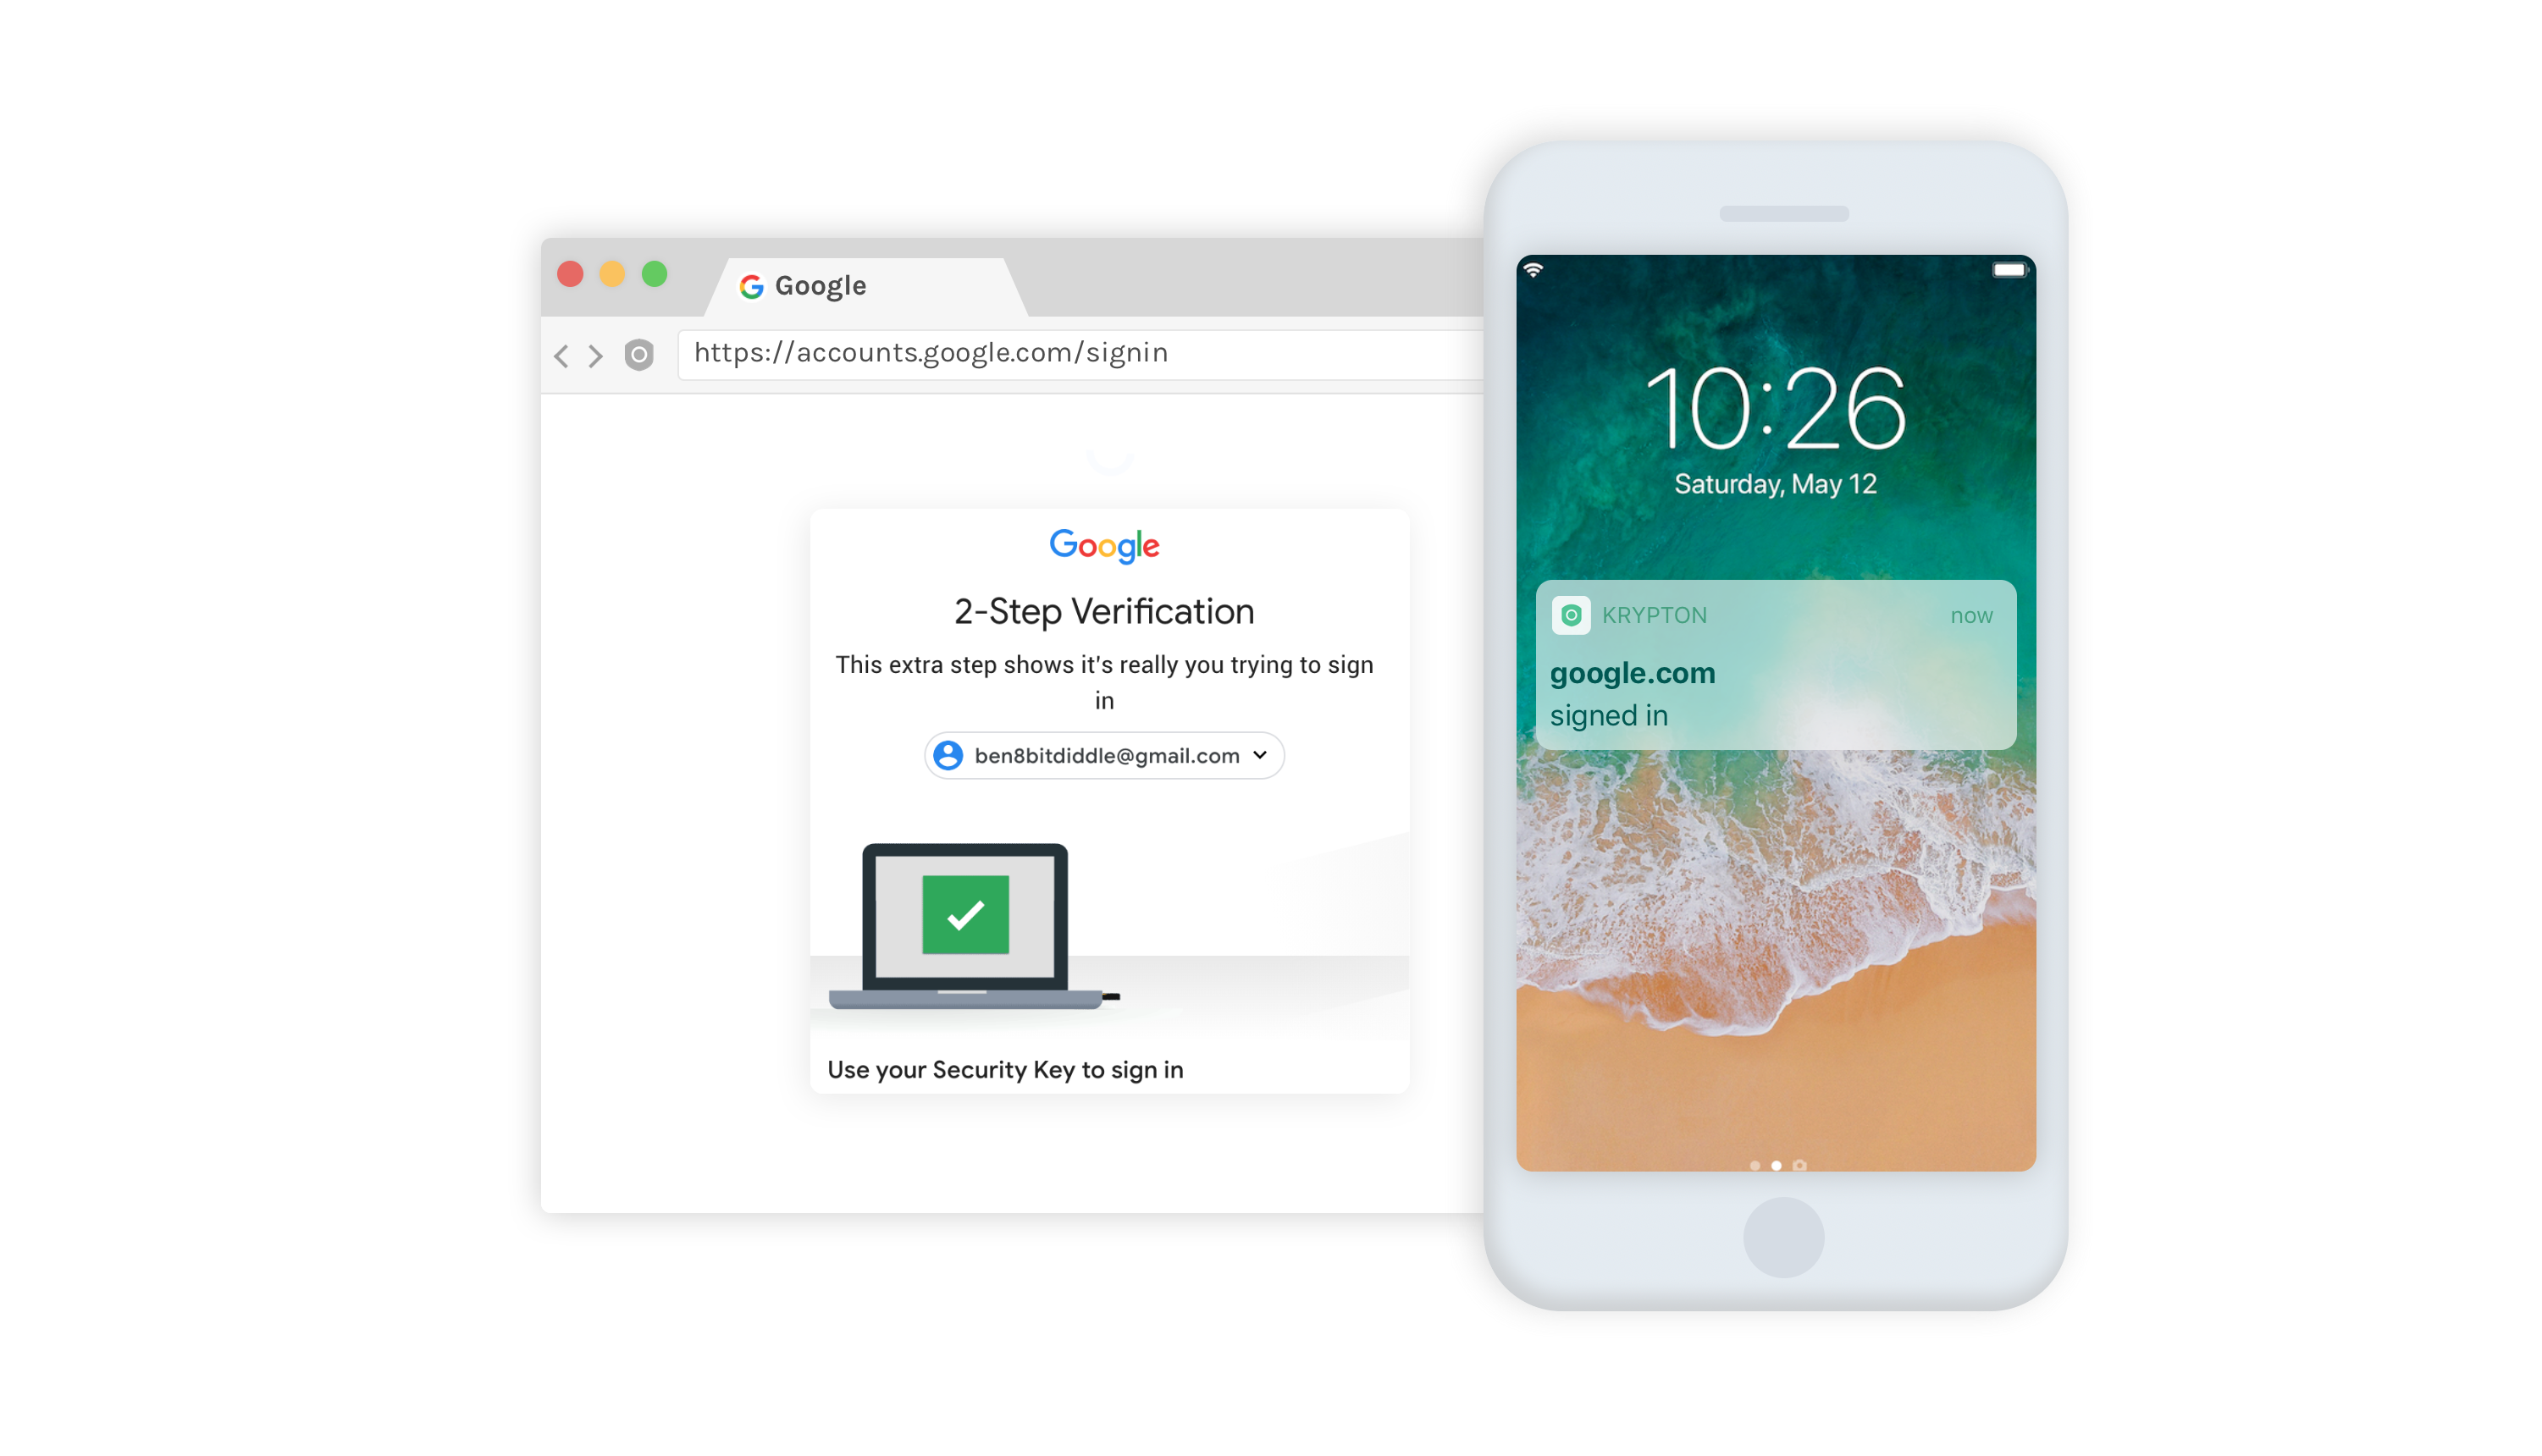 Google
https://accounts.google.com/signin
Google
2-Step Verification
This extra step shows it's really you trying to sign
in
ben8bitdiddle@gmail.com
Use your Security Key to sign in
10:26
Saturday, May 12
KRYPTON now
google.com
signed in